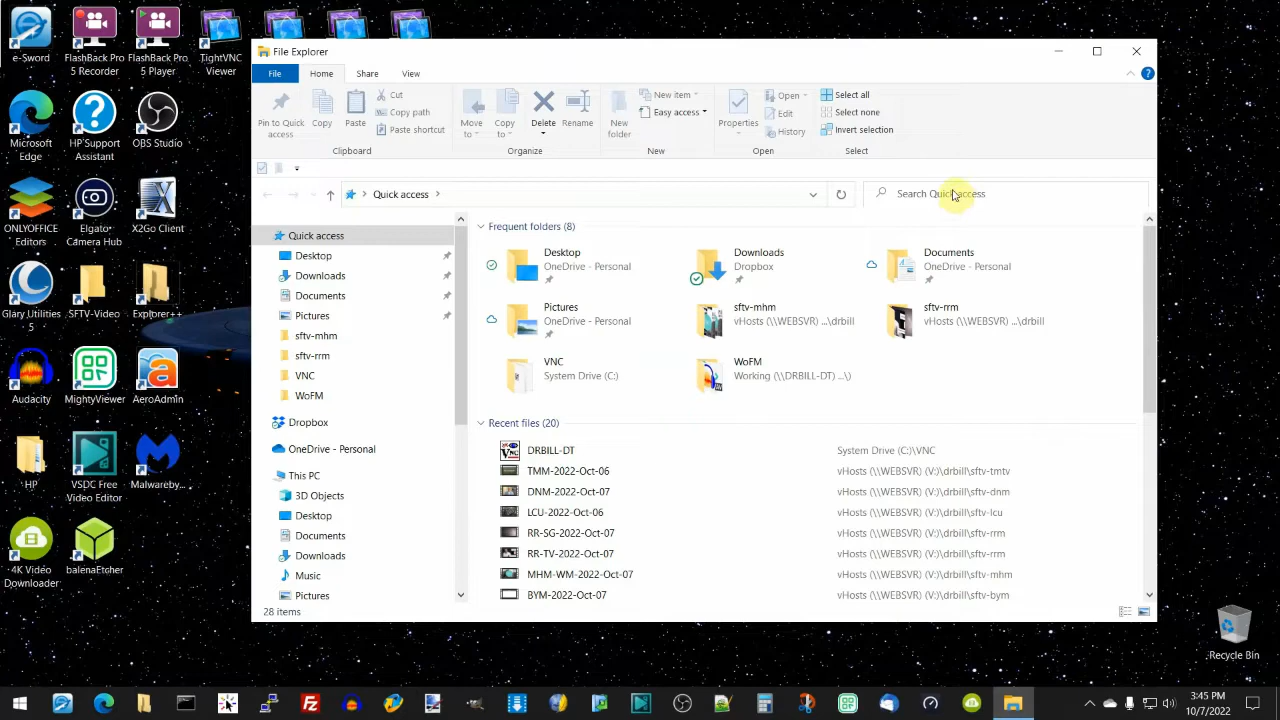 e-Sword
FlashBack Pro
5 Recorder
FlashBack Pro
5 Player
TightVNC
Viewer
File Explorer
File
Home
Share
View
?
Pin to Quick
access
Copy
Paste
Cut
Copy path
Paste shortcut
Clipboard
Move
to
Copy
to
Delete
Rename
Organize
New
folder
New item
Easy access
New
Properties
Open
Edit
History
Open
Select all
Select none
Invert selection
Select
Quick access
Search Quick access
Microsoft
Edge
HP Support
Assistant
OBS Studio
ONLYOFFICE
Editors
Elgato
Camera Hub
X2Go Client
Glary Utilities
5
SFTV-Video
Explorer++
Audacity
MightyViewer
AeroAdmin
HP
VSDC Free
Video Editor
Malwareby...
4K Video
Downloader
balenaEtcher
Quick access
Desktop
Downloads
Documents
Pictures
sftv-mhm
sftv-rrm
VNC
WoFM
Dropbox
OneDrive - Personal
This PC
3D Objects
Desktop
Documents
Downloads
Music
Pictures
Frequent folders (8)
Desktop
OneDrive - Personal
Downloads
Dropbox
Documents
OneDrive - Personal
Pictures
OneDrive - Personal
sftv-mhm
vHosts (\\WEBSVR) ...\drbill
sftv-rrm
vHosts (\\WEBSVR) ...\drbill
VNC
System Drive (C:)
WoFM
Working (\\DRBILL-DT) ...\)
Recent files (20)
DRBILL-DT System Drive (C:)\VNC
TMM-2022-Oct-06 vHosts (\\WEBSVR) (V:)\drbill\sftv-tmtv
DNM-2022-Oct-07 vHosts (\\WEBSVR) (V:)\drbill\sftv-dnm
LCU-2022-Oct-06 vHosts (\\WEBSVR) (V:)\drbill\sftv-lcu
RR-SG-2022-Oct-07 vHosts (\\WEBSVR) (V:)\drbill\sftv-rrm
RR-TV-2022-Oct-07 vHosts (\\WEBSVR) (V:)\drbill\sftv-rrm
MHM-WM-2022-Oct-07 vHosts (\\WEBSVR) (V:)\drbill\sftv-mhm
BYM-2022-Oct-07 vHosts (\\WEBSVR) (V:)\drbill\sftv-bym
28 items
Recycle Bin
3:45 PM
10/7/2022